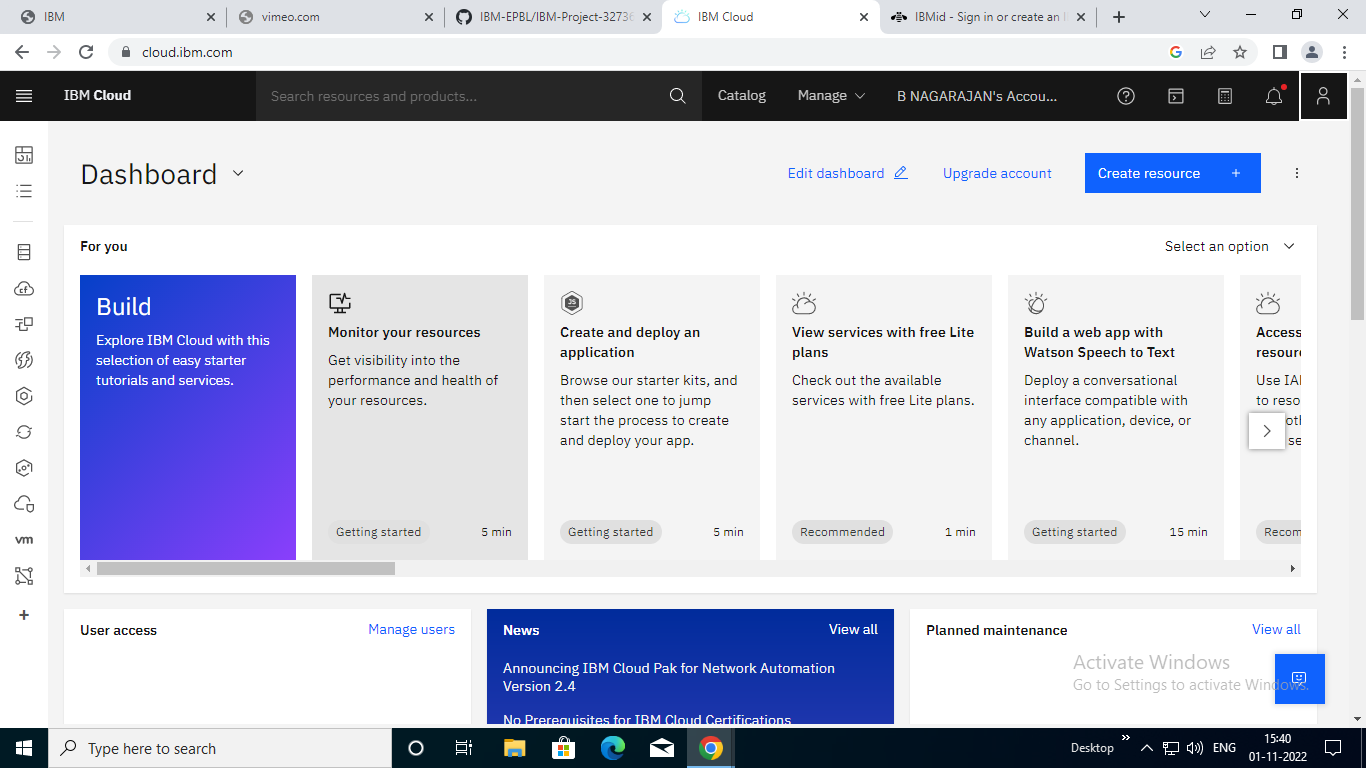 IBM
vimeo.com
IBM-EPBL/IBM-Project-3273
IBM Cloud
IBMid - Sign in or create an
cloud.ibm.com
IBM Cloud
Search resources and products...
Catalog
Manage
B NAGARAJAN's Accou...
Dashboard
Edit dashboard
Upgrade account
Create resource +
For you
Select an option
Build
Explore IBM Cloud with this
selection of easy starter
tutorials and services.
Monitor your resources
Get visibility into the
performance and health of
your resources.
Getting started
5 min
JS
Create and deploy an
application
Browse our starter kits, and
then select one to jump
start the process to create
and deploy your app.
Getting started
5 min
View services with free Lite
plans
Check out the available
services with free Lite plans.
Recommended
1 min
Build a web app with
Watson Speech to Text
Deploy a conversational
interface compatible with
any application, device, or
channel.
Getting started
15 min
Access
resour
Use IA
to reso
oth
se
Recom
cf
vm
User access
Manage users
News
View all
Announcing IBM Cloud Pak for Network Automation
Version 2.4
No Prerequisites for IBM Cloud Certifications
Planned maintenance
View all
Activate Windows
Go to Settings to activate Windows.
Type here to search
Desktop
ENG
15:40
01-11-2022